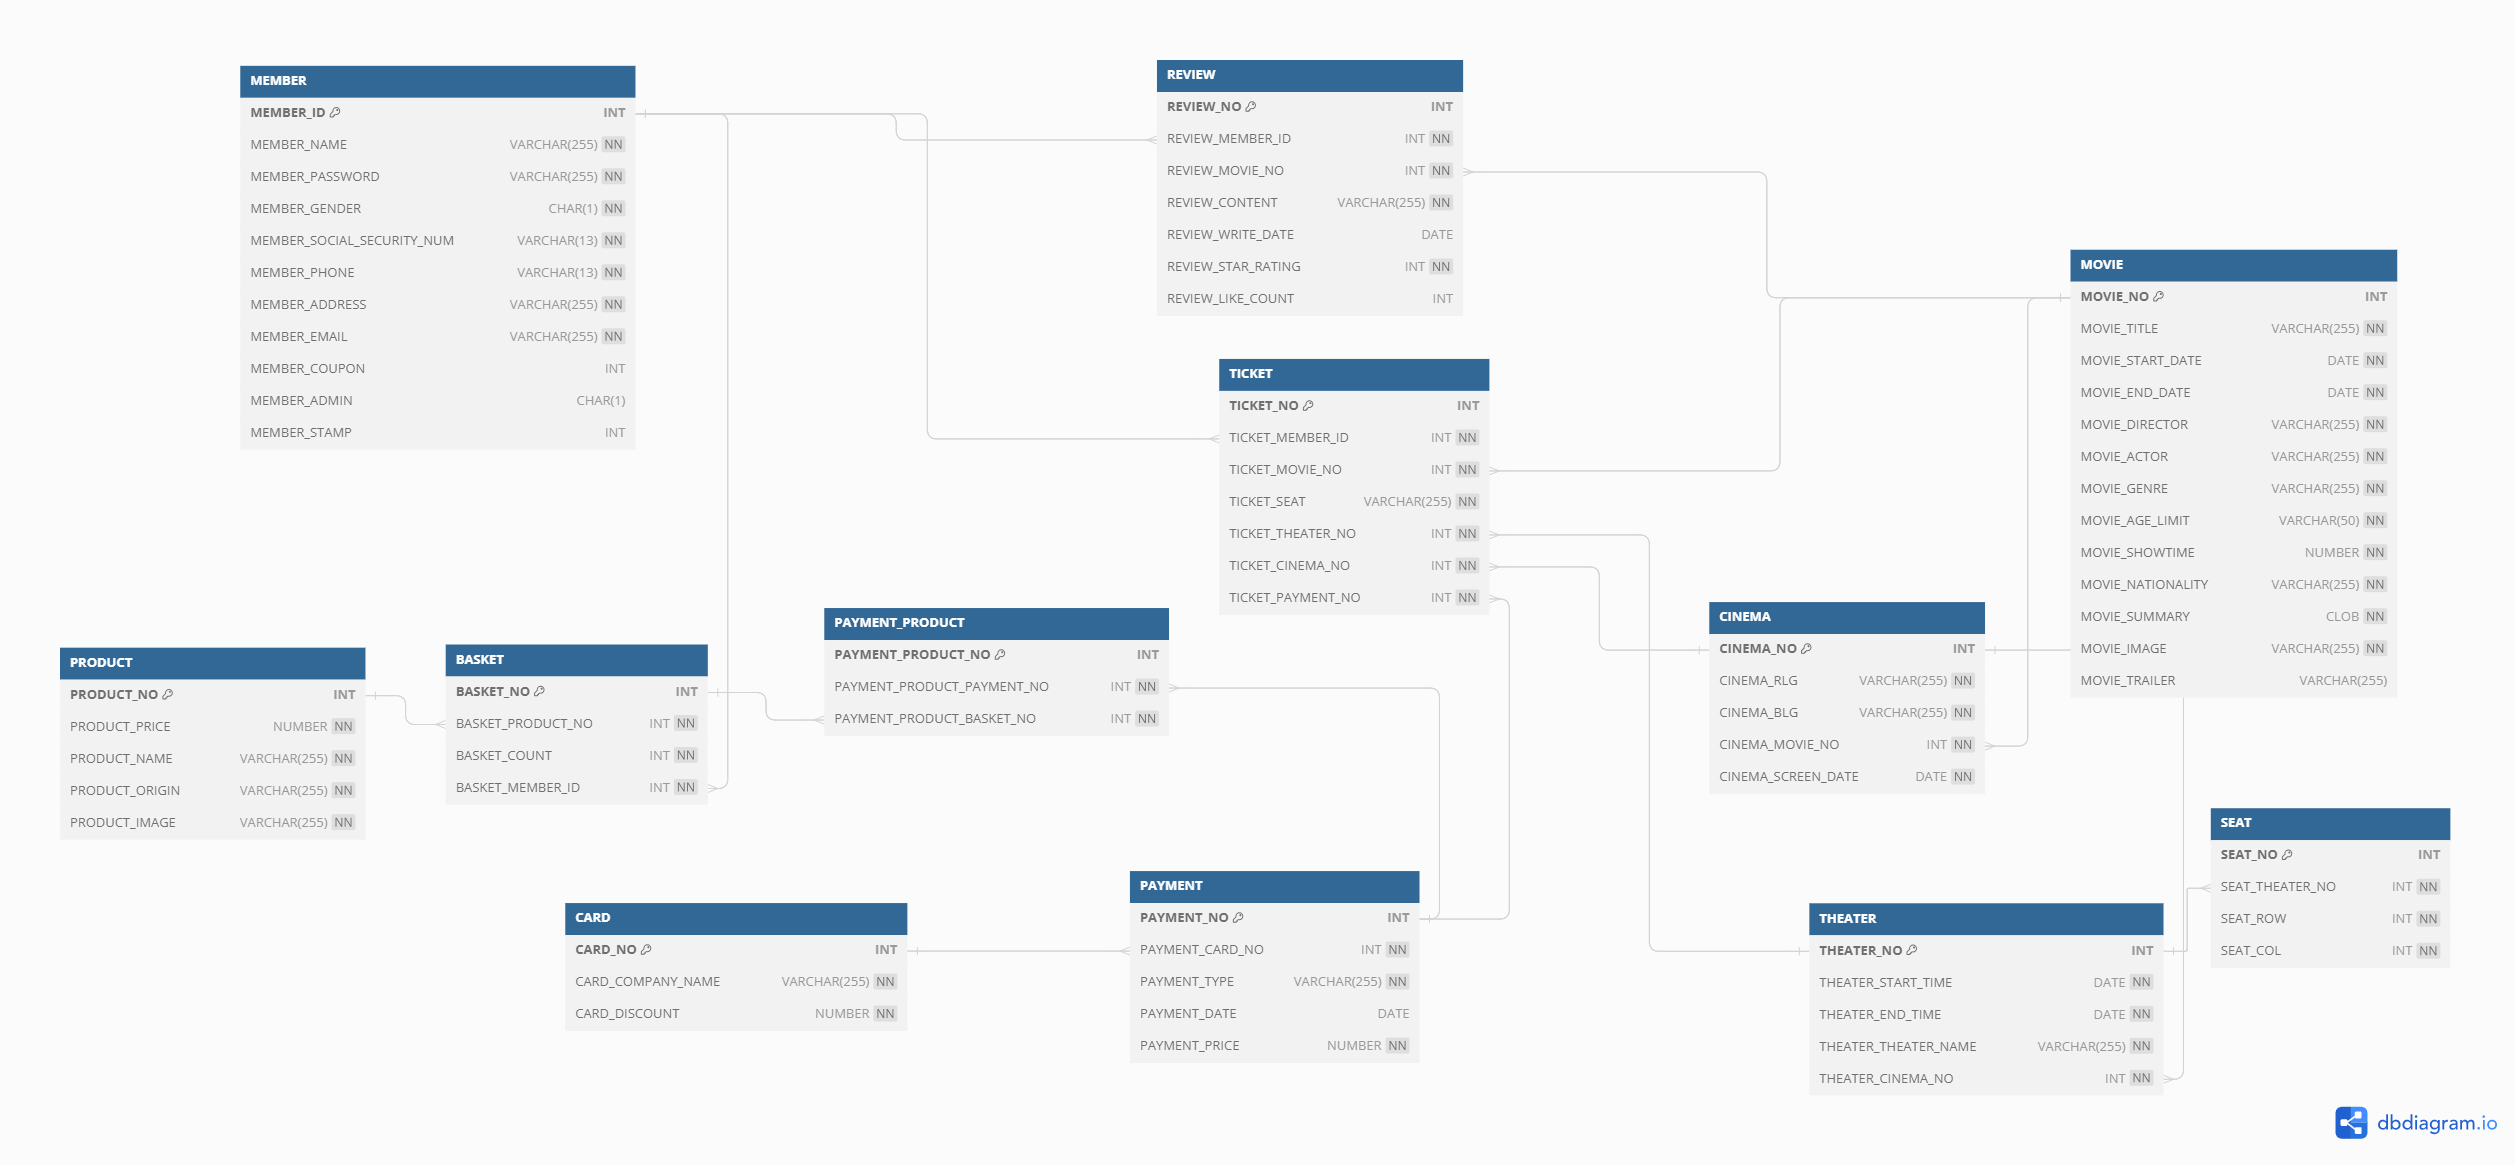 MEMBER
MEMBER_ID INT
MEMBER_NAME VARCHAR(255) NN
MEMBER_PASSWORD VARCHAR(255) NN
MEMBER_GENDER CHAR(1) NN
MEMBER_SOCIAL_SECURITY_NUM VARCHAR(13) NN
MEMBER_PHONE VARCHAR(13) NN
MEMBER_ADDRESS VARCHAR(255) NN
MEMBER_EMAIL VARCHAR(255) NN
MEMBER_COUPON INT
MEMBER_ADMIN CHAR(1)
MEMBER_STAMP INT
REVIEW
REVIEW_NO INT
REVIEW_MEMBER_ID INT NN
REVIEW_MOVIE_NO INT NN
REVIEW_CONTENT VARCHAR(255) NN
REVIEW_WRITE_DATE DATE
REVIEW_STAR_RATING INT NN
REVIEW_LIKE_COUNT INT
MOVIE
MOVIE_NO INT
MOVIE_TITLE VARCHAR(255) NN
MOVIE_START_DATE DATE NN
MOVIE_END_DATE DATE NN
MOVIE_DIRECTOR VARCHAR(255) NN
MOVIE_ACTOR VARCHAR(255) NN
MOVIE_GENRE VARCHAR(255) NN
MOVIE_AGE_LIMIT VARCHAR(50) NN
MOVIE_SHOWTIME NUMBER NN
MOVIE_NATIONALITY VARCHAR(255) NN
MOVIE_SUMMARY CLOB NN
MOVIE_IMAGE VARCHAR(255) NN
MOVIE_TRAILER VARCHAR(255)
TICKET
TICKET_NO INT
TICKET_MEMBER_ID INT NN
TICKET_MOVIE_NO INT NN
TICKET_SEAT VARCHAR(255) NN
TICKET_THEATER_NO INT NN
TICKET_CINEMA_NO INT NN
TICKET_PAYMENT_NO INT NN
PRODUCT
PRODUCT_NO INT
PRODUCT_PRICE NUMBER NN
PRODUCT_NAME VARCHAR(255) NN
PRODUCT_ORIGIN VARCHAR(255) NN
PRODUCT_IMAGE VARCHAR(255) NN
BASKET
BASKET_NO INT
BASKET_PRODUCT_NO INT NN
BASKET_COUNT INT NN
BASKET_MEMBER_ID INT NN
PAYMENT_PRODUCT
PAYMENT_PRODUCT_NO INT
PAYMENT_PRODUCT_PAYMENT_NO INT NN
PAYMENT_PRODUCT_BASKET_NO INT NN
CINEMA
CINEMA_NO INT
CINEMA_RLG VARCHAR(255) NN
CINEMA_BLG VARCHAR(255) NN
CINEMA_MOVIE_NO INT NN
CINEMA_SCREEN_DATE DATE NN
CARD
CARD_NO INT
CARD_COMPANY_NAME VARCHAR(255) NN
CARD_DISCOUNT NUMBER NN
PAYMENT
PAYMENT_NO INT
PAYMENT_CARD_NO INT NN
PAYMENT_TYPE VARCHAR(255) NN
PAYMENT_DATE DATE
PAYMENT_PRICE NUMBER NN
THEATER
THEATER_NO INT
THEATER_START_TIME DATE NN
THEATER_END_TIME DATE NN
THEATER_THEATER_NAME VARCHAR(255) NN
THEATER_CINEMA_NO INT NN
SEAT
SEAT_NO INT
SEAT_THEATER_NO INT NN
SEAT_ROW INT NN
SEAT_COL INT NN
dbdiagram.io